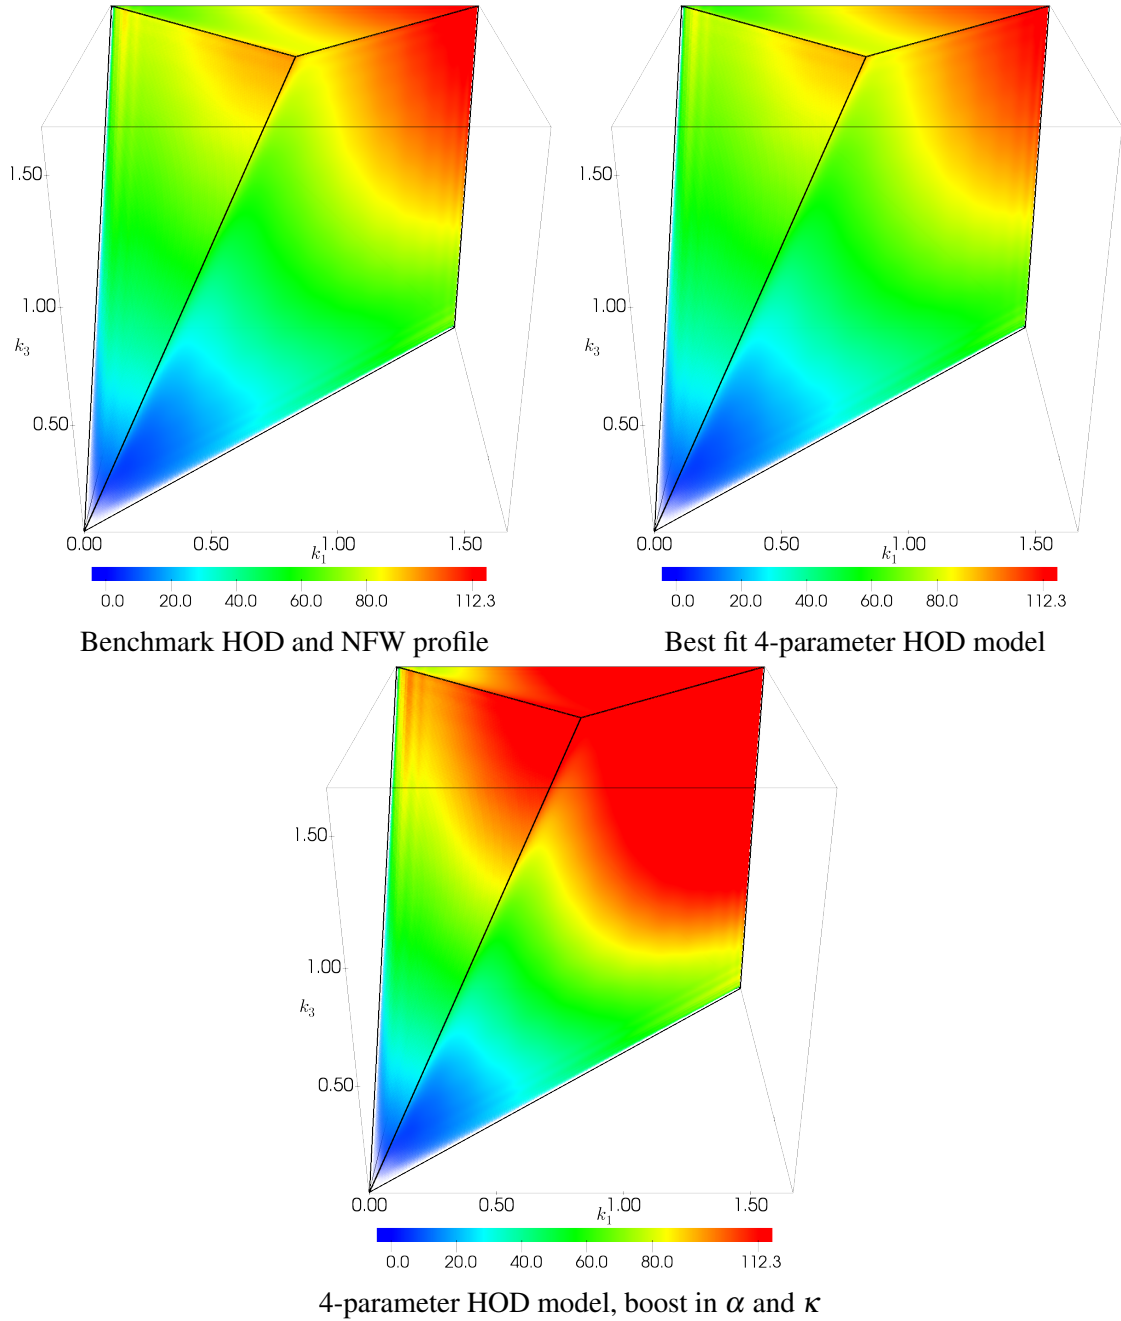 1.50
1.50
1.00
1.00
k3
k3
0.50
0.50
0.00 0.50 1.00 1.50
k1
0.00 0.50 1.00 1.50
k1
0.0 20.0 40.0 60.0 80.0 112.3
0.0 20.0 40.0 60.0 80.0 112.3
Benchmark HOD and NFW profile
Best fit 4-parameter HOD model
1.50
1.00
k3
0.50
0.00 0.50 1.00 1.50
k1
0.0 20.0 40.0 60.0 80.0 112.3
4-parameter HOD model, boost in α and κ